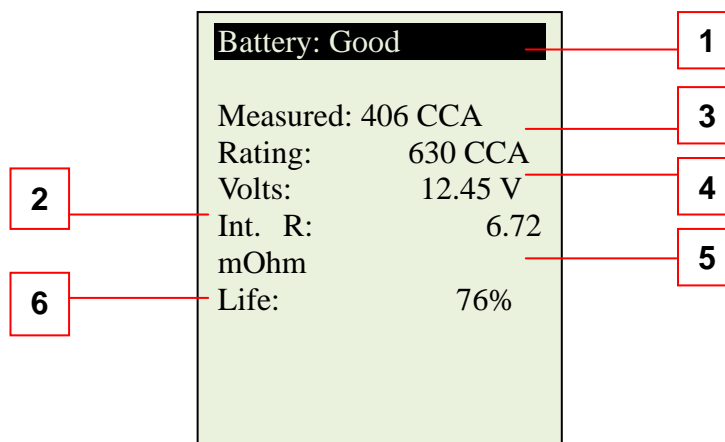 Battery: Good
1
Measured: 406 CCA
3
Rating: 630 CCA
Volts: 12.45 V
4
2
Int. R: 6.72
mOhm
5
6
Life: 76%